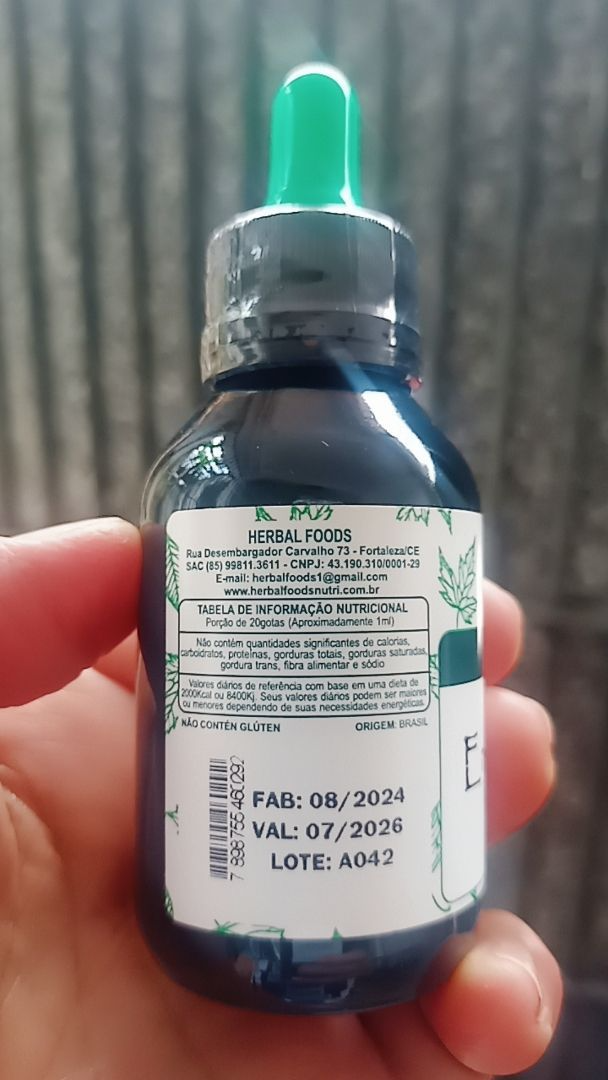 HERBAL FOODS
Rua Desembargador Carvalho 73 - Fortaleza/CE
SAC (85) 99811.3611 - CNPJ: 43.190.310/0001-29
E-mail: herbalfoods1@gmail.com
www.herbalfoodsnutri.com.br
TABELA DE INFORMAÇÃO NUTRICIONAL
Porção de 20gotas (Aproximadamente 1ml)
Não contém quantidades significantes de calorias,
carboidratos, proteínas, gorduras totais, gorduras saturadas,
gordura trans, fibra alimentar e sódio
Valores diários de referência com base em uma dieta de
2000Kcal ou 8400Kj. Seus valores diários podem ser maiores
ou menores dependendo de suas necessidades energéticas.
NÃO CONTÉN GLÚTEN
ORIGEM: BRASIL
7 898755 460292
FAB: 08/2024
VAL: 07/2026
LOTE: A042